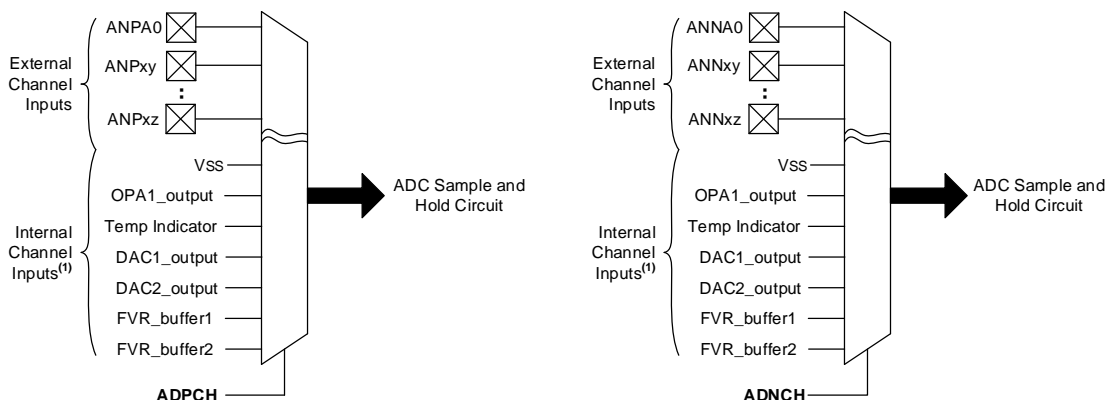 ANPA0
ANPxy
:
ANPxz
External
Channel
Inputs
VSS
OPA1_output
Temp Indicator
DAC1_output
DAC2_output
FVR_buffer1
FVR_buffer2
Internal
Channel
Inputs(1)
ADPCH
ADC Sample and
Hold Circuit
ANNA0
ANNxy
:
ANNxz
External
Channel
Inputs
VSS
OPA1_output
Temp Indicator
DAC1_output
DAC2_output
FVR_buffer1
FVR_buffer2
Internal
Channel
Inputs(1)
ADNCH
ADC Sample and
Hold Circuit